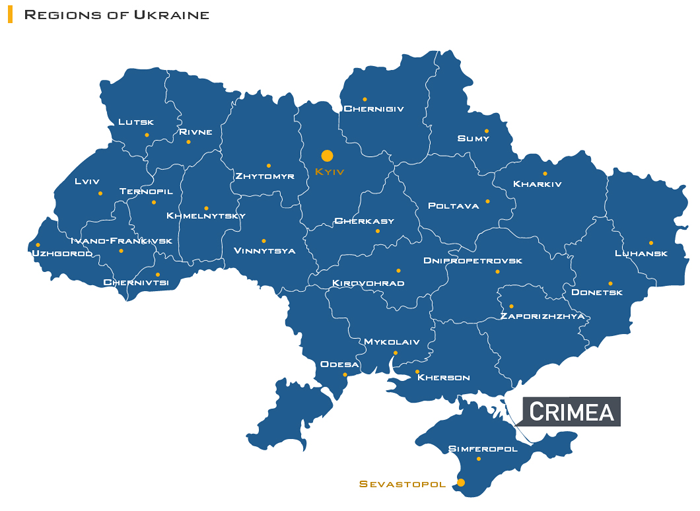 Regions of Ukraine
Chernigiv
Lutsk
Rivne
Sumy
Kyiv
Zhytomyr
Lviv
Kharkiv
Ternopil
Poltava
Khmelnytsky
Cherkasy
Ivano-Frankivsk
Vinnytsya
Uzhgorod
Luhansk
Dnipropetrovsk
Chernivtsi
Kirovohrad
Donetsk
Zaporizhzhya
Mykolaiv
Odesa
Kherson
Crimea
Simferopol
Sevastopol